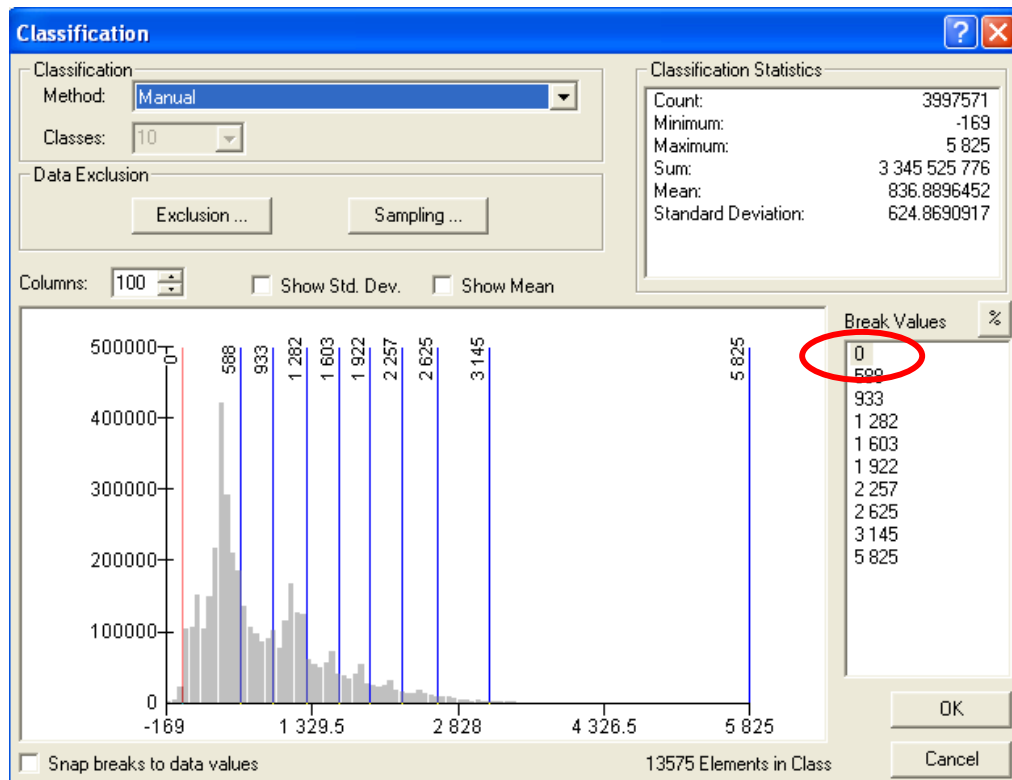 Classification
Classification
Method: Manual
Classes: 10
Data Exclusion
Exclusion ...
Sampling ...
Classification Statistics
Count: 3997571
Minimum: -169
Maximum: 5 825
Sum: 3 345 525 776
Mean: 836.8896452
Standard Deviation: 624.8690917
Columns: 100
Show Std. Dev.
Show Mean
Break Values
%
0
588
933
1 282
1 603
1 922
2 257
2 625
3 145
5 825
500000
400000
300000
200000
100000
0
0
588
933
1 282
1 603
1 922
2 257
2 625
3 145
5 825
-169
1 329.5
2 828
4 326.5
5 825
OK
Snap breaks to data values
13575 Elements in Class
Cancel